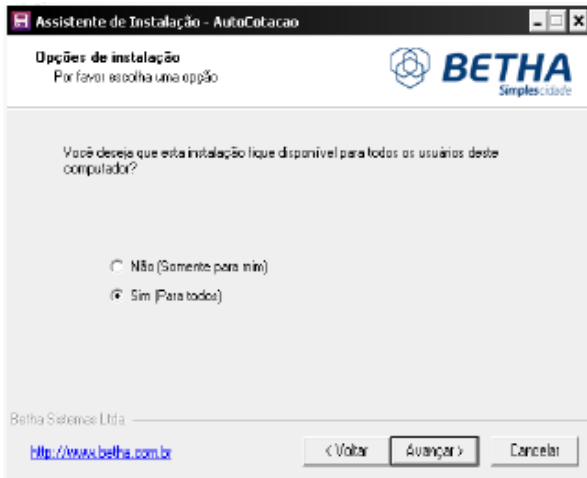 Assistente de Instalação - AutoCotacao
Opções de instalação
Por favor escolha uma opção
BETHA
Simplescidade
Você deseja que esta instalação fique disponível para todos os usuários deste
computador?
Não (Somente para mim)
Sim (Para todos)
Betha Sistemas Ltda
http://www.betha.com.br
< Voltar
Avançar >
Cancelar